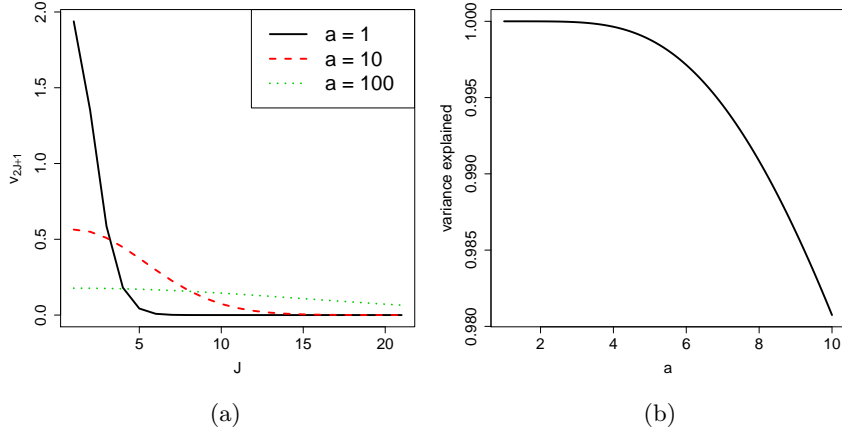 a = 1
a = 10
a = 100
0.0 0.5 1.0 1.5 2.0
v2J+1
5 10 15 20
J
(a)
0.980 0.985 0.990 0.995 1.000
variance explained
2 4 6 8 10
a
(b)